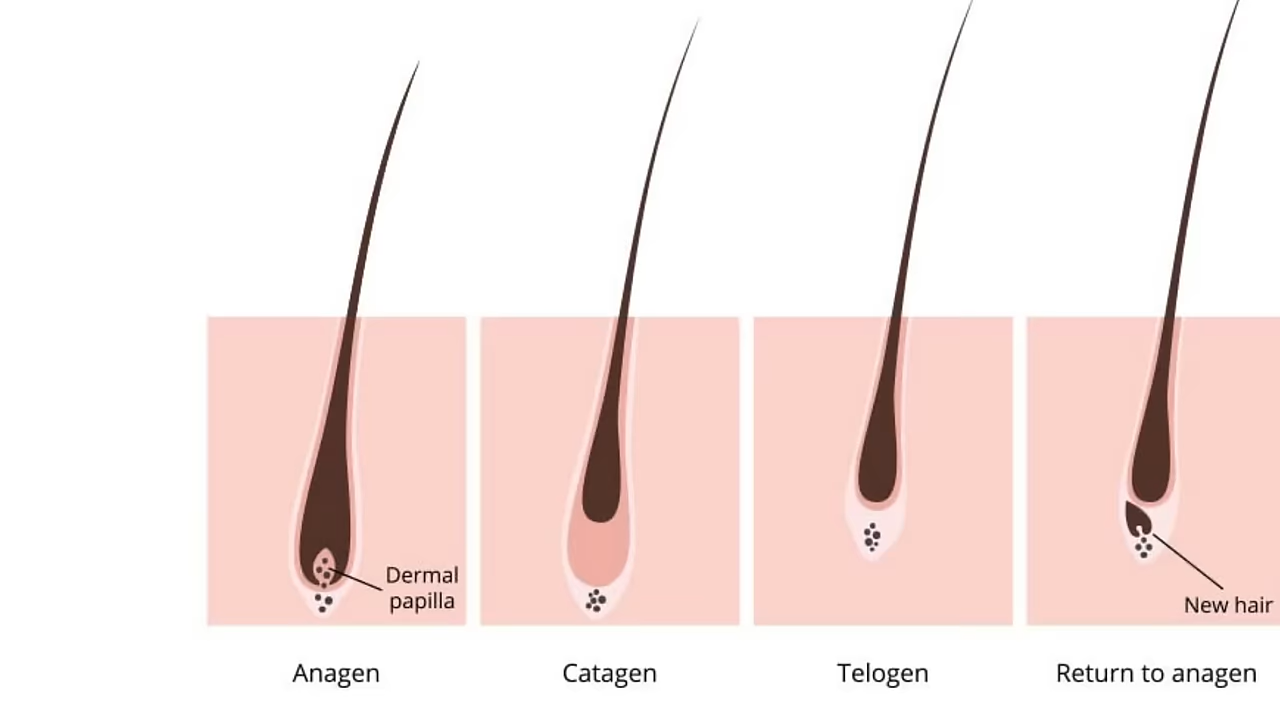 Dermal
papilla
New hair
Anagen
Catagen
Telogen
Return to anagen